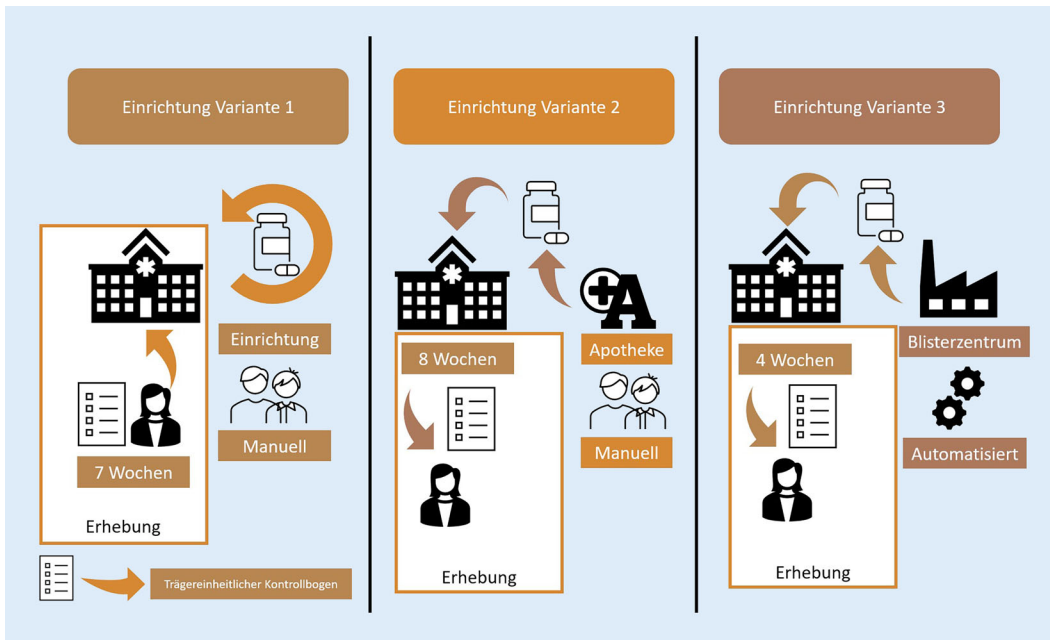 Einrichtung Variante 1
Einrichtung
Manuell
7 Wochen
Erhebung
Trägereinheitlicher Kontrollbogen
Einrichtung Variante 2
A
Apotheke
8 Wochen
Manuell
Erhebung
Einrichtung Variante 3
Blisterzentrum
4 Wochen
Automatisiert
Erhebung